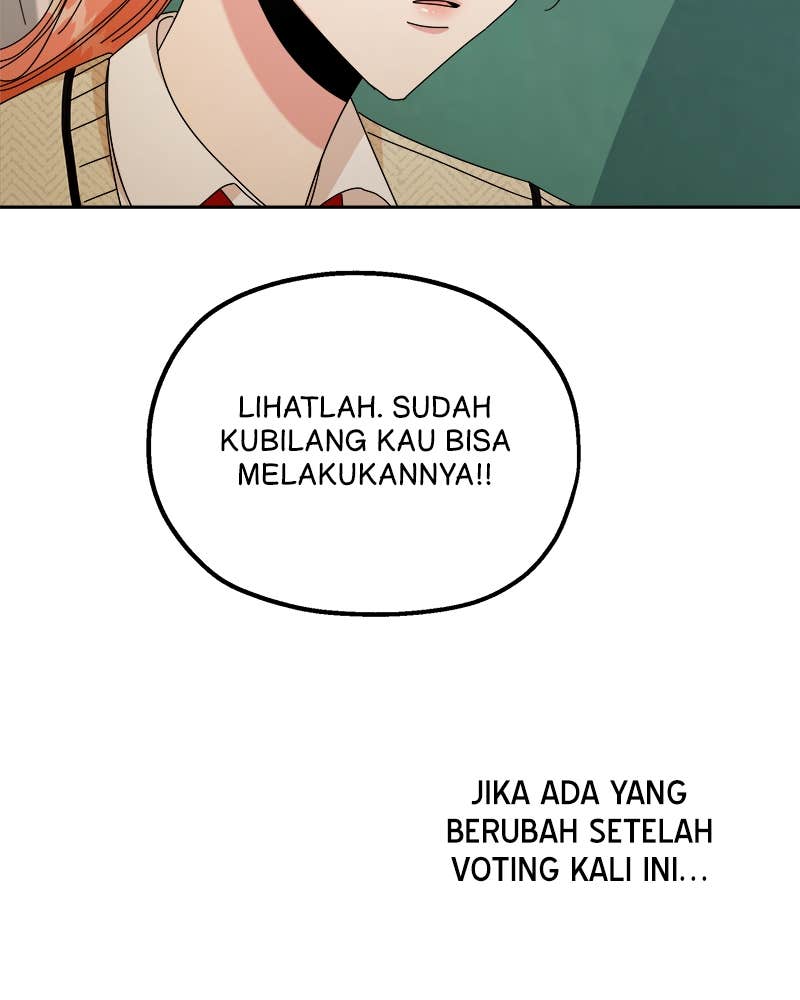 LIHATLAH. SUDAH
KUBILANG KAU BISA
MELAKUKANNYA!!
JIKA ADA YANG
BERUBAH SETELAH
VOTING KALI INI...